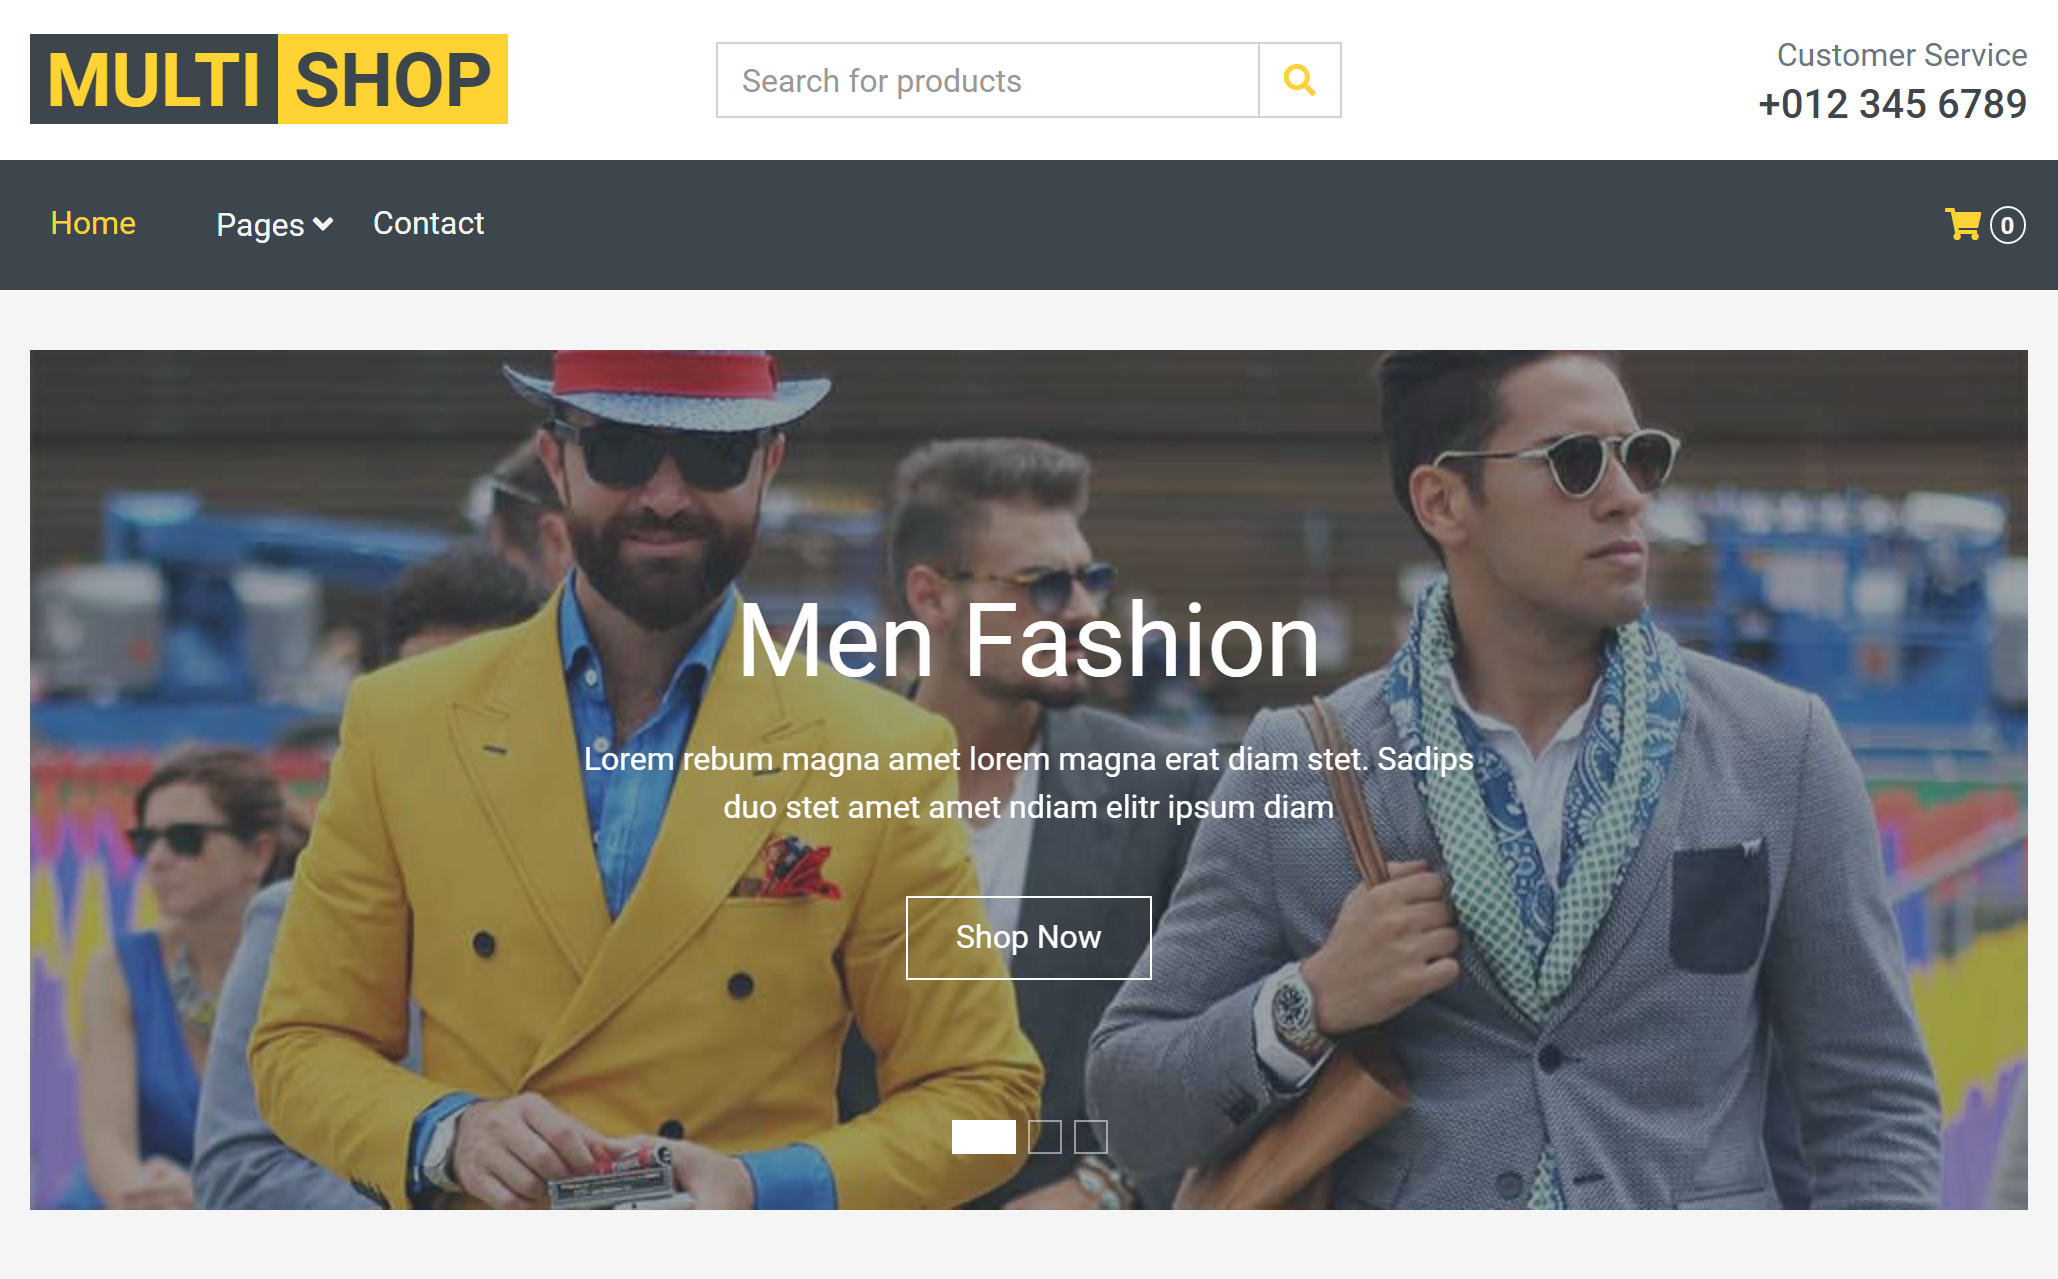 MULTI SHOP
Search for products
Customer Service
+012 345 6789
Home Pages Contact 0
Men Fashion
Lorem rebum magna amet lorem magna erat diam stet. Sadips
duo stet amet amet ndiam elitr ipsum diam
Shop Now